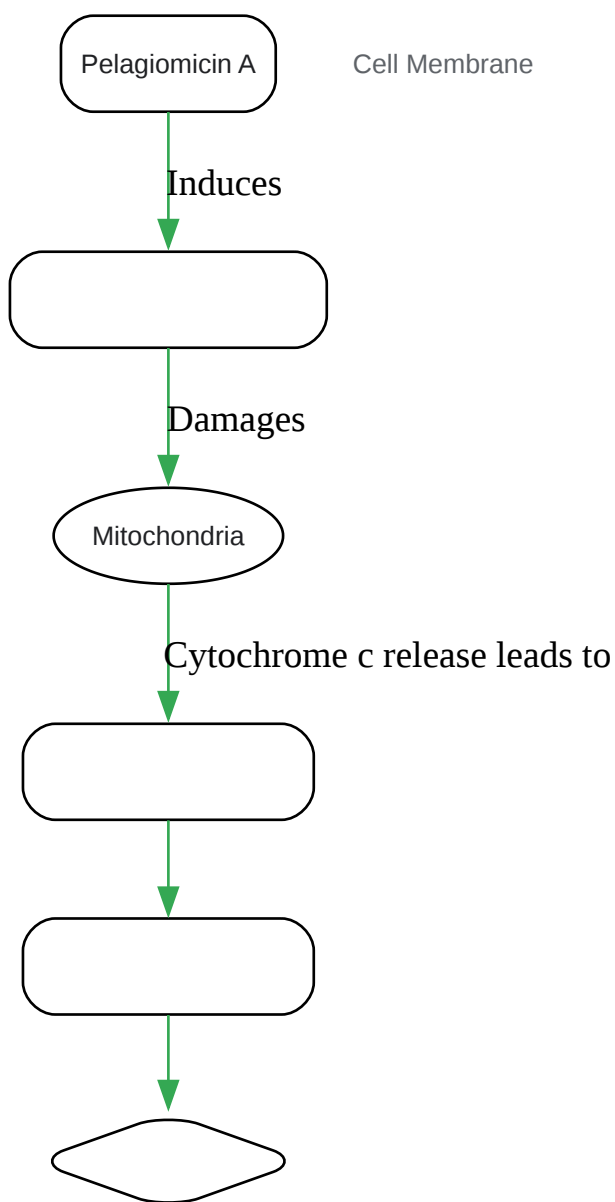 Pelagiomicin A
Cell Membrane
Induces
Damages
Mitochondria
Cytochrome c release leads to